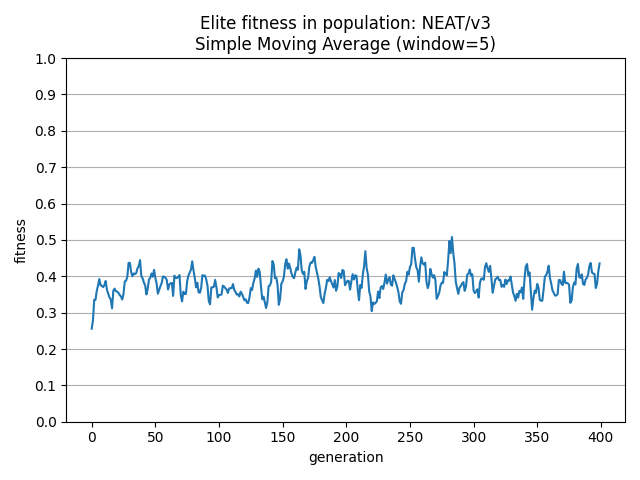 Elite fitness in population: NEAT/v3
Simple Moving Average (window=5)
1.0
0.9
0.8
0.7
0.6
0.5
0.4
0.3
0.2
0.1
0.0
fitness
0 50 100 150 200 250 300 350 400
generation